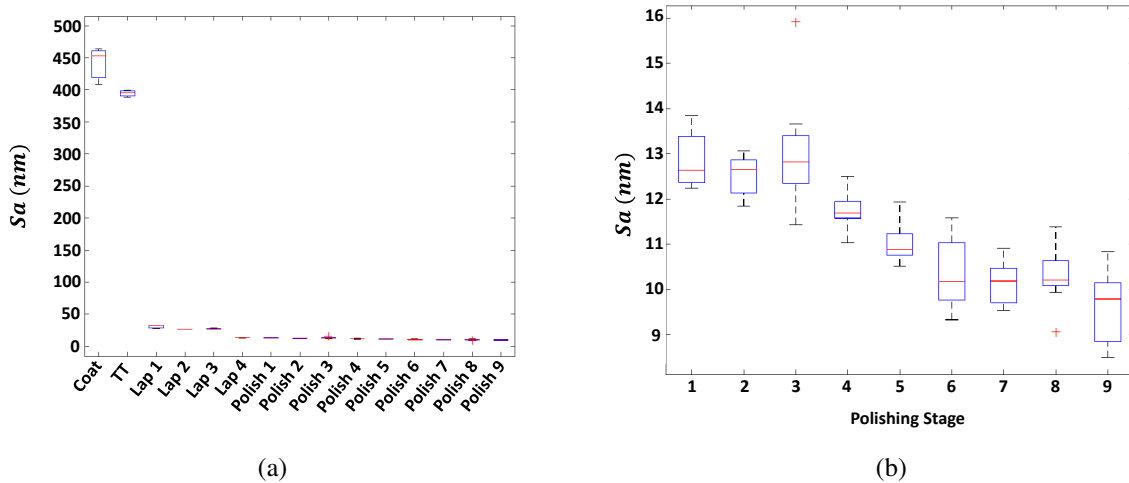 500
450
400
350
300
250
200
150
100
50
0
Sa (nm)
Coat
TT
Lap 1
Lap 2
Lap 3
Lap 4
Polish 1
Polish 2
Polish 3
Polish 4
Polish 5
Polish 6
Polish 7
Polish 8
Polish 9
(a)
16
15
14
13
12
11
10
9
Sa (nm)
1 2 3 4 5 6 7 8 9
Polishing Stage
(b)